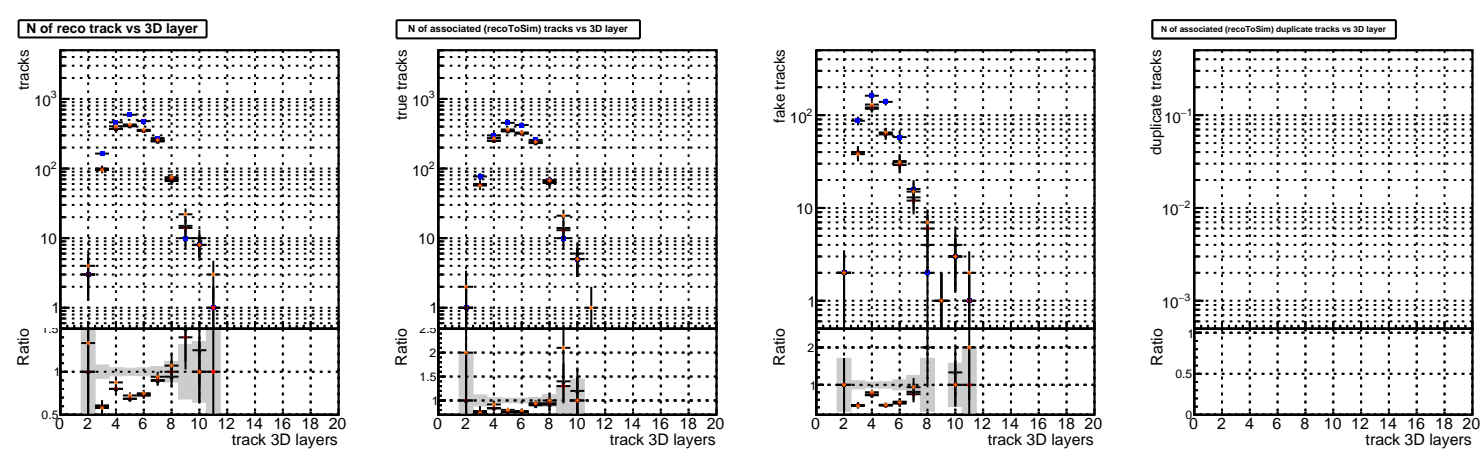 N of reco track vs 3D layer
tracks
10³
10²
10
1
1.5
Ratio
1
0.5
0 2 4 6 8 10 12 14 16 18 20
track 3D layers
N of associated (recoToSim) tracks vs 3D layer
true tracks
10³
10²
10
1
2.5
Ratio
2
1.5
1
0 2 4 6 8 10 12 14 16 18 20
track 3D layers
fake tracks
10²
10
1
Ratio
2
1
0 2 4 6 8 10 12 14 16 18 20
track 3D layers
N of associated (recoToSim) duplicate tracks vs 3D layer
duplicate tracks
10⁻¹
10⁻²
10⁻³
Ratio
1
0.5
0
0 2 4 6 8 10 12 14 16 18 20
track 3D layers